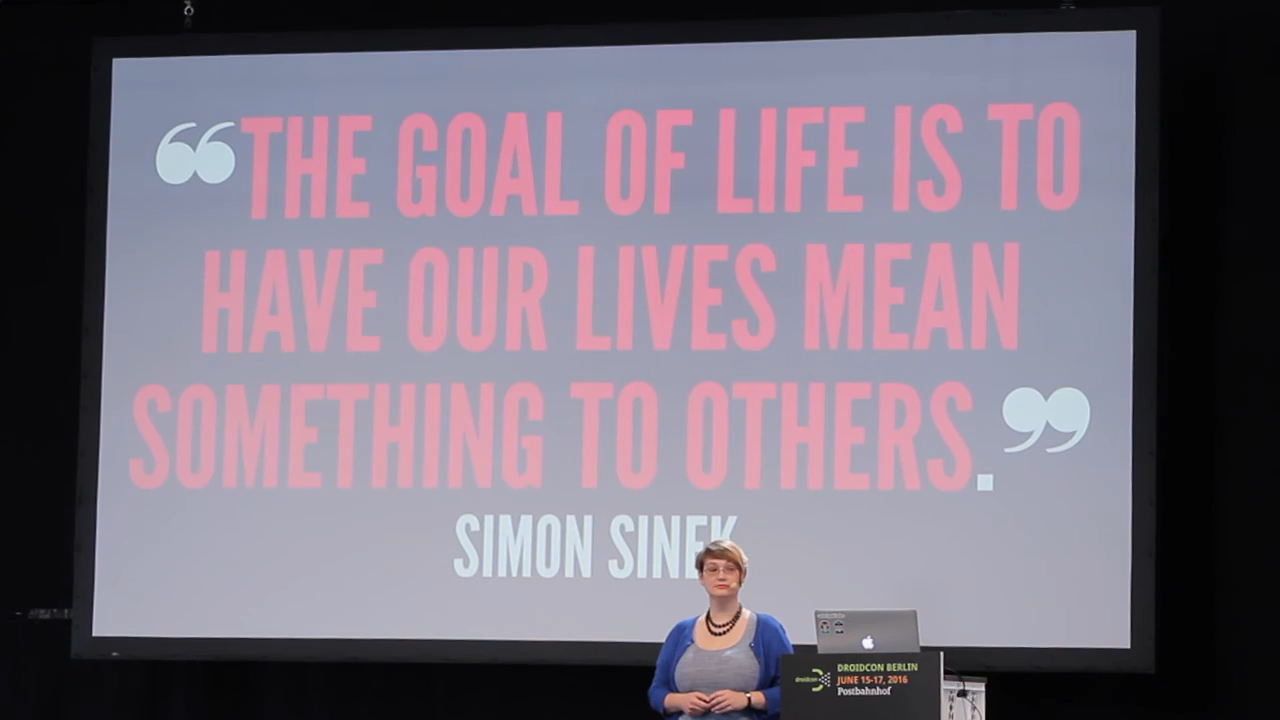 “THE GOAL OF LIFE IS TO
HAVE OUR LIVES MEAN
SOMETHING TO OTHERS.”
SIMON SINEK
droidcon
DROIDCON BERLIN
JUNE 15-17, 2016
Postbahnhof